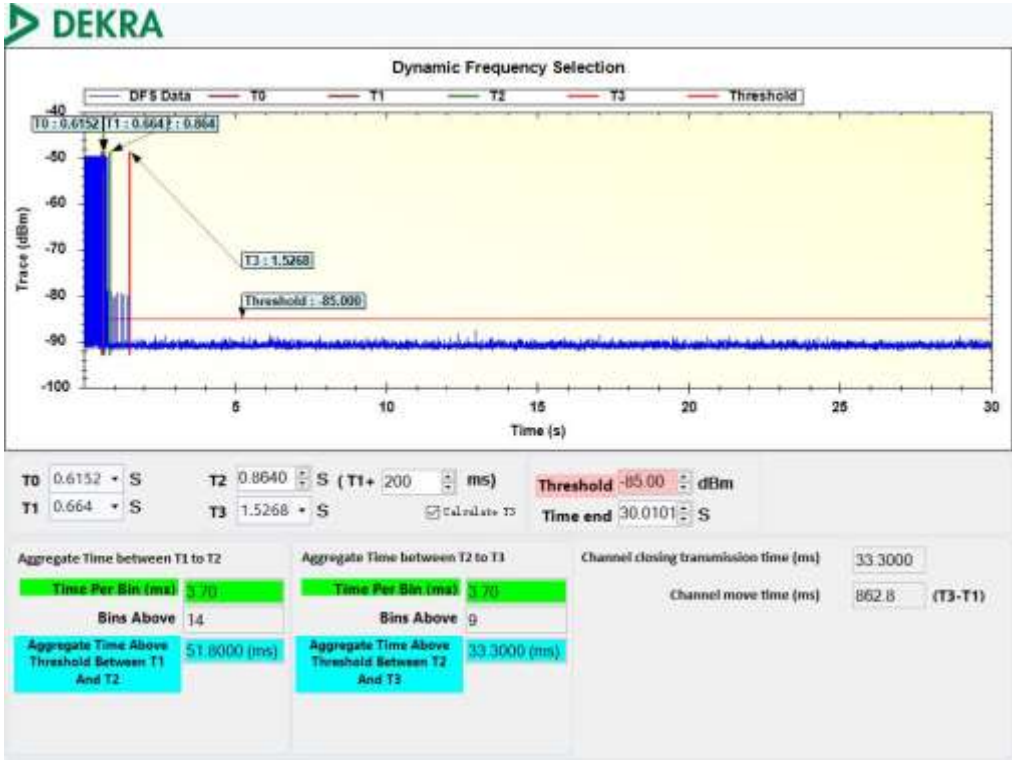 DEKRA
Dynamic Frequency Selection
DFS Data T0 T1 T2 T3 Threshold
T0 : 0.6152 T1 : 0.664 : 0.864
T3 : 1.5268
Threshold : -85.000
Trace (dBm)
-40
-50
-60
-70
-80
-90
-100
5 10 15 20 25 30
Time (s)
T0 0.6152 S T2 0.8640 S ( T1+ 200 ms) Threshold -85.00 dBm
T1 0.664 S T3 1.5268 S Calculate T3 Time end 30.0101 S
Aggregate Time between T1 to T2
Time Per Bin (ms) 3.70
Bins Above 14
Aggregate Time Above
Threshold Between T1
And T2
51.8000 (ms)
Aggregate Time between T2 to T3
Time Per Bin (ms) 3.70
Bins Above 9
Aggregate Time Above
Threshold Between T2
And T3
33.3000 (ms)
Channel closing transmission time (ms) 33.3000
Channel move time (ms) 862.8 (T3-T1)